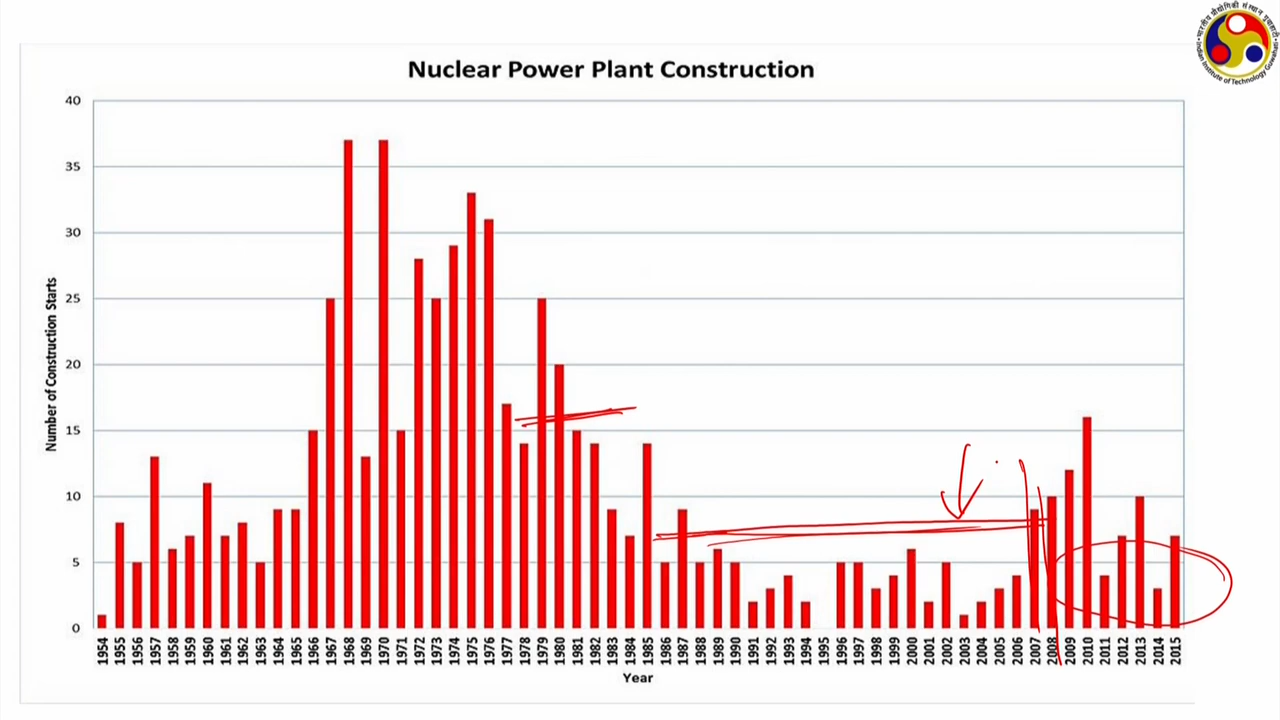 Nuclear Power Plant Construction
40
35
30
25
20
15
10
5
0
Number of Construction Starts
1954 1955 1956 1957 1958 1959 1960 1961 1962 1963 1964 1965 1966 1967 1968 1969 1970 1971 1972 1973 1974 1975 1976 1977 1978 1979 1980 1981 1982 1983 1984 1985 1986 1987 1988 1989 1990 1991 1992 1993 1994 1995 1996 1997 1998 1999 2000 2001 2002 2003 2004 2005 2006 2007 2008 2009 2010 2011 2012 2013 2014 2015
Year
भारतीय प्रौद्योगिकी संस्थान गुवाहाटी
Indian Institute of Technology Guwahati